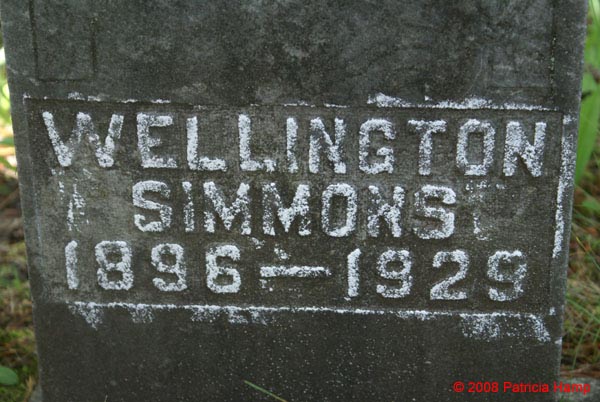 WELLINGTON
SIMMONS
1896 – 1929
© 2008 Patricia Hamp